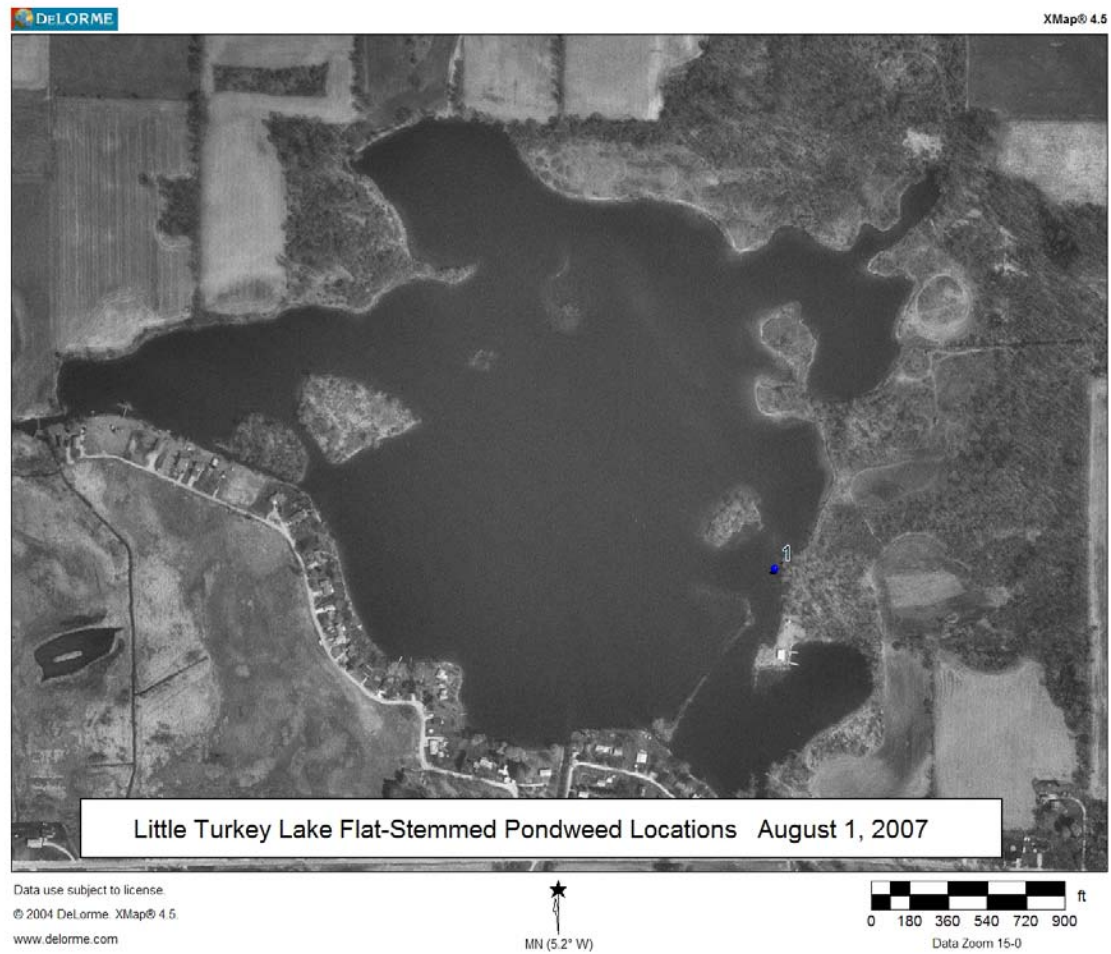 DELORME
XMap® 4.5
1
Little Turkey Lake Flat-Stemmed Pondweed Locations August 1, 2007
Data use subject to license.
© 2004 DeLorme. XMap® 4.5.
www.delorme.com
MN (5.2° W)
ft
0 180 360 540 720 900
Data Zoom 15-0